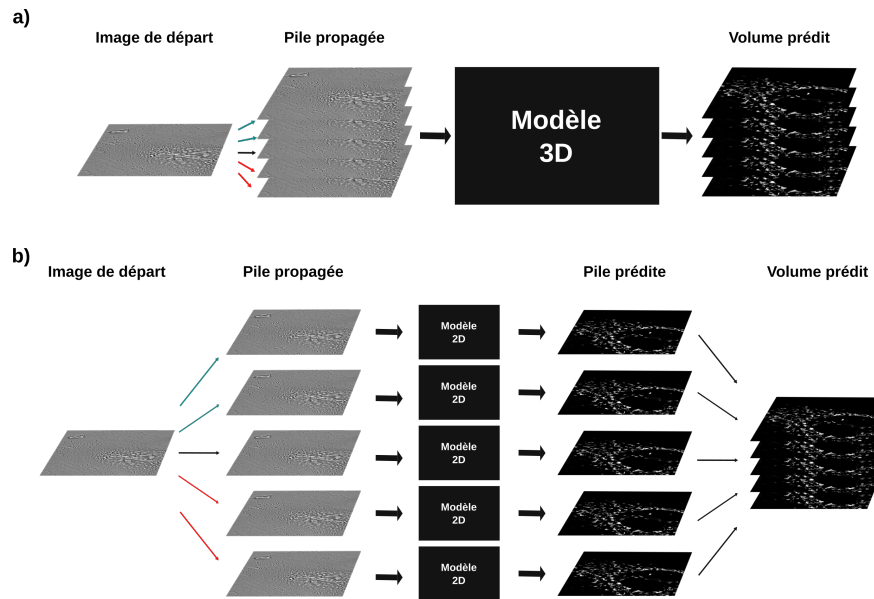 a)
Image de départ
Pile propagée
Volume prédit
Modèle
3D
b)
Image de départ
Pile propagée
Pile prédite
Volume prédit
Modèle
2D
Modèle
2D
Modèle
2D
Modèle
2D
Modèle
2D